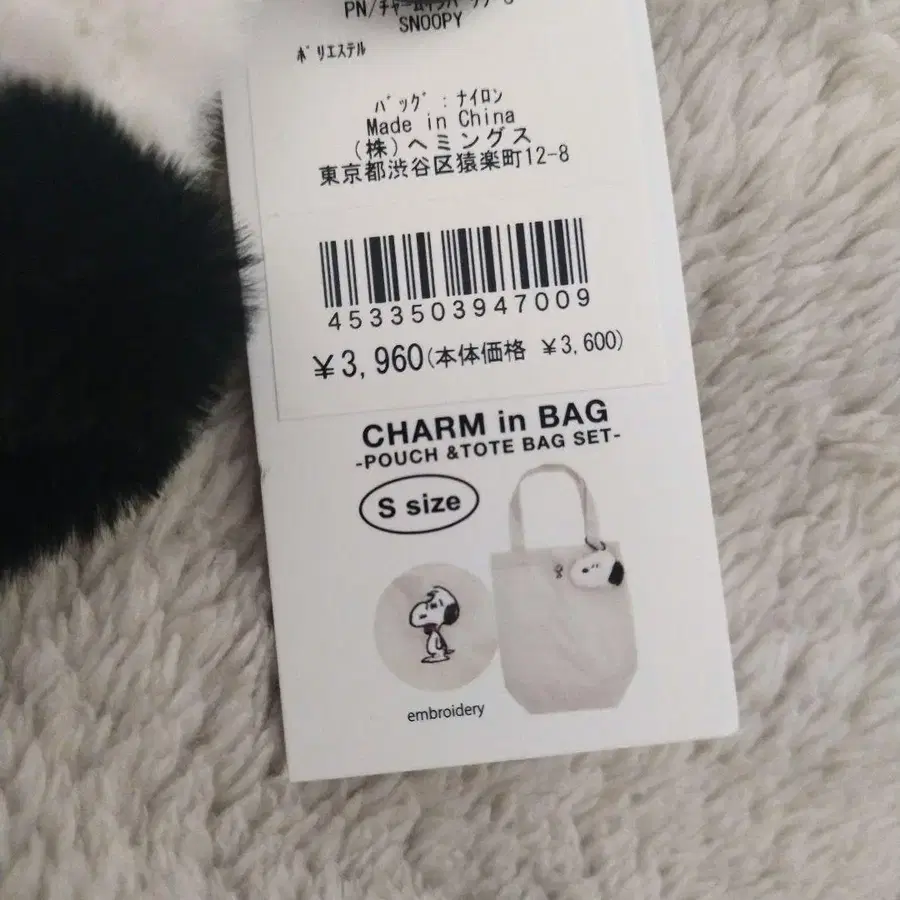 SNOOPY
ﾎﾟﾘｴｽﾃﾙ
ﾊﾞｯｸﾞ:ﾅｲﾛﾝ
Made in China
(株)ヘミングス
東京都渋谷区猿楽町12-8
4533503947009
¥3,960(本体価格 ¥3,600)
CHARM in BAG
-POUCH &TOTE BAG SET-
S size
embroidery